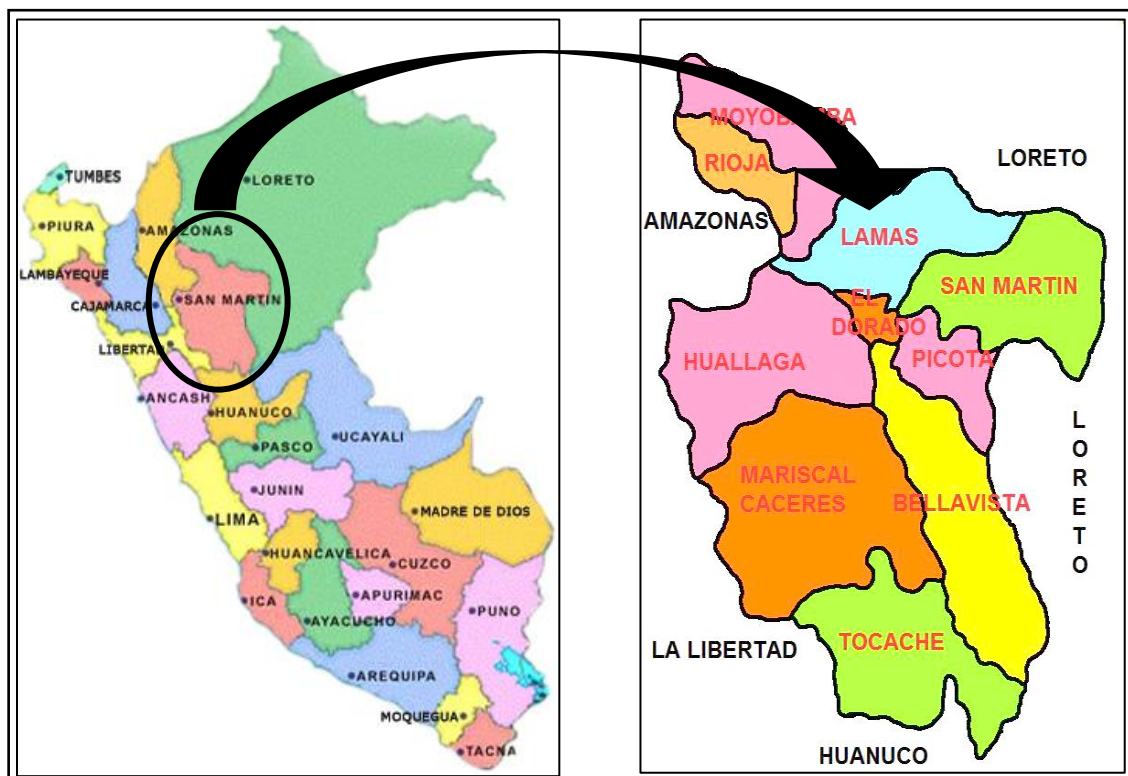 TUMBES
LORETO
PIURA
AMAZONAS
LAMBAYEQUE
SAN MARTIN
CAJAMARCA
LIBERTAD
ANCASH
HUANUCO
UCAYALI
PASCO
JUNIN
MADRE DE DIOS
LIMA
HUANCAVELICA
CUZCO
ICA
APURIMAC
PUNO
AYACUCHO
AREQUIPA
MOQUEGUA
TACNA
MOYOBAMBA
RIOJA
LORETO
AMAZONAS
LAMAS
SAN MARTIN
EL
DORADO
HUALLAGA
PICOTA
LORETO
MARISCAL
CACERES
BELLAVISTA
LA LIBERTAD
TOCACHE
HUANUCO